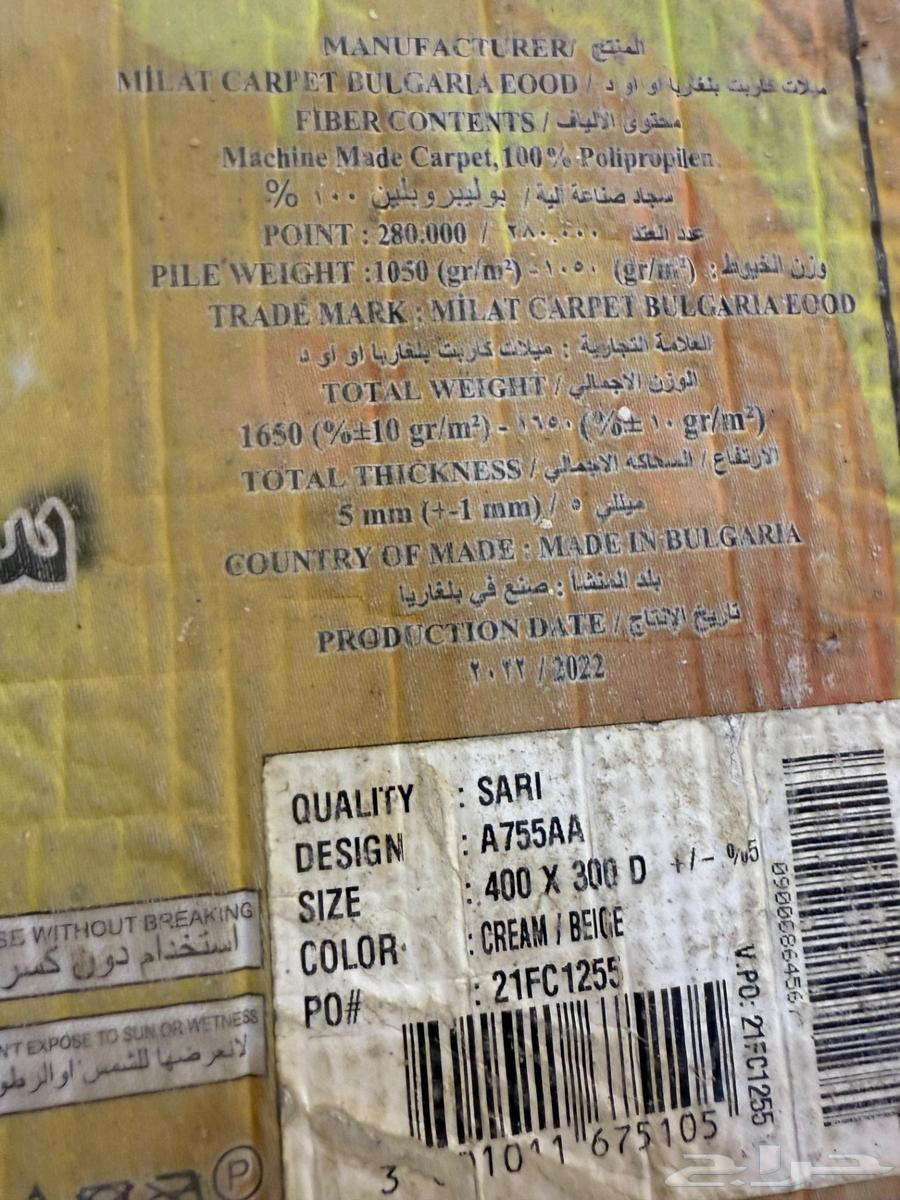 MANUFACTURER/ المنتج
MİLAT CARPET BULGARIA EOOD / ميلات كاربت بلغاريا او او د
FIBER CONTENTS / محتوى الألياف
Machine Made Carpet, 100% Polipropilen
سجاد صناعة آلية / بوليبروبلين ١٠٠ %
POINT : 280.000 / ٢٨٠.٠٠٠ عدد العقد
PILE WEIGHT :1050 (gr/m²) - ١٠٥٠ (gr/m²) : وزن الخيوط
TRADE MARK : MİLAT CARPET BULGARIA EOOD
العلامة التجارية : ميلات كاربت بلغاريا او أو د
TOTAL WEIGHT / الوزن الاجمالي
1650 (%±10 gr/m²) - ١٦٥٠ (%± ١٠ gr/m²)
TOTAL THICKNESS / الارتفاع / السماكه الاجمالي
5 mm (+-1 mm) / ٥ ميللي
COUNTRY OF MADE : MADE IN BULGARIA
بلد المنشأ : صنع في بلغاريا
PRODUCTION DATE / تاريخ الإنتاج
٢٠٢٢ / 2022
QUALITY : SARI
DESIGN : A755AA
SIZE : 400 X 300 D +/- %5
COLOR : CREAM / BEIGE
PO# : 21FC1255
V.PO: 21FC1255
1011 675105
3
WITHOUT BREAKING
استخدام دون كسر
EXPOSE TO SUN OR WETNESS
لاتعرضها للشمس او
P
حراج